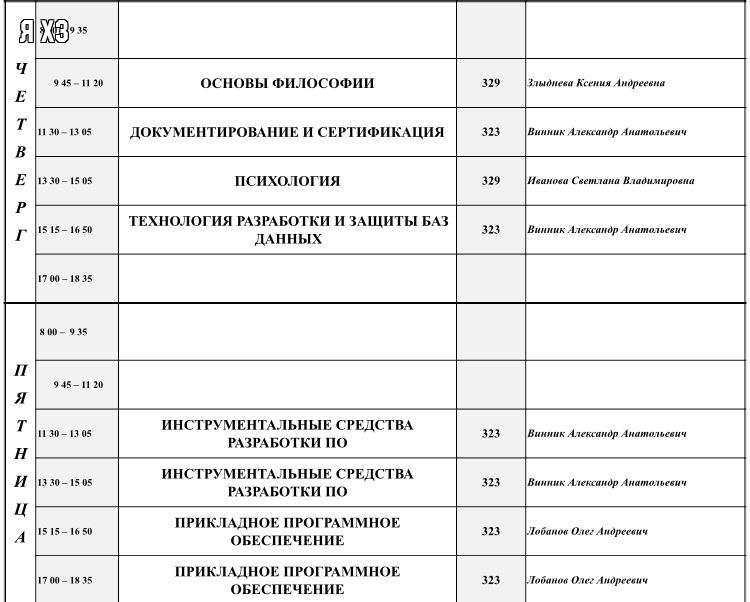 Я ХЗ 9 35
ЧЕТВЕРГ
9 45 – 11 20 ОСНОВЫ ФИЛОСОФИИ 329 Злыднева Ксения Андреевна
11 30 – 13 05 ДОКУМЕНТИРОВАНИЕ И СЕРТИФИКАЦИЯ 323 Винник Александр Анатольевич
13 30 – 15 05 ПСИХОЛОГИЯ 329 Иванова Светлана Владимировна
15 15 – 16 50 ТЕХНОЛОГИЯ РАЗРАБОТКИ И ЗАЩИТЫ БАЗ
ДАННЫХ 323 Винник Александр Анатольевич
17 00 – 18 35
ПЯТНИЦА
8 00 – 9 35
9 45 – 11 20
11 30 – 13 05 ИНСТРУМЕНТАЛЬНЫЕ СРЕДСТВА
РАЗРАБОТКИ ПО 323 Винник Александр Анатольевич
13 30 – 15 05 ИНСТРУМЕНТАЛЬНЫЕ СРЕДСТВА
РАЗРАБОТКИ ПО 323 Винник Александр Анатольевич
15 15 – 16 50 ПРИКЛАДНОЕ ПРОГРАММНОЕ
ОБЕСПЕЧЕНИЕ 323 Лобанов Олег Андреевич
17 00 – 18 35 ПРИКЛАДНОЕ ПРОГРАММНОЕ
ОБЕСПЕЧЕНИЕ 323 Лобанов Олег Андреевич